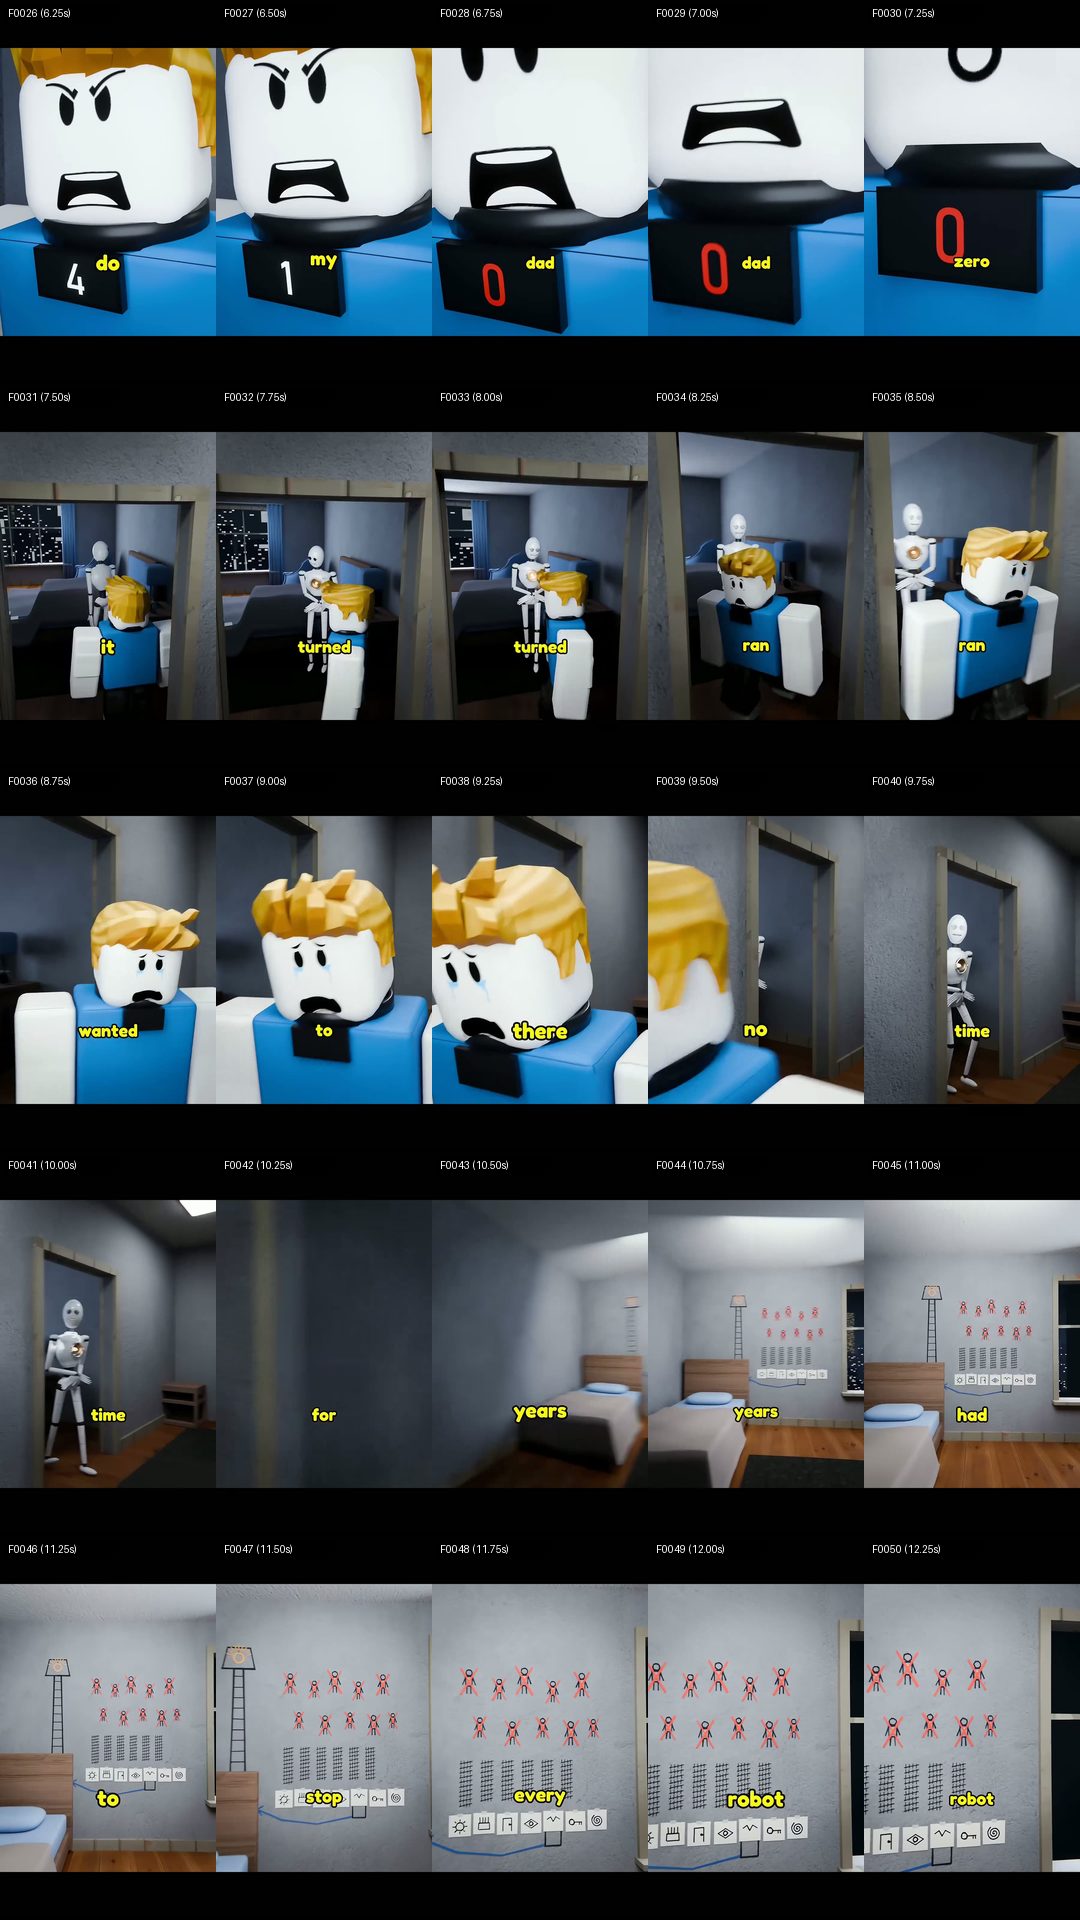 F0026 (6.25s)
F0027 (6.50s)
F0028 (6.75s)
F0029 (7.00s)
F0030 (7.25s)
4 do
1 my
0 dad
0 dad
0 zero
F0031 (7.50s)
F0032 (7.75s)
F0033 (8.00s)
F0034 (8.25s)
F0035 (8.50s)
it
turned
turned
ran
ran
F0036 (8.75s)
F0037 (9.00s)
F0038 (9.25s)
F0039 (9.50s)
F0040 (9.75s)
wanted
to
there
no
time
F0041 (10.00s)
F0042 (10.25s)
F0043 (10.50s)
F0044 (10.75s)
F0045 (11.00s)
time
for
years
years
had
F0046 (11.25s)
F0047 (11.50s)
F0048 (11.75s)
F0049 (12.00s)
F0050 (12.25s)
to
stop
every
robot
robot